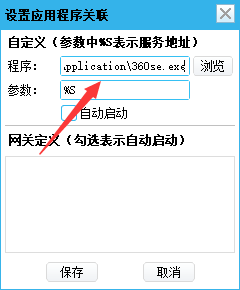 设置应用程序关联
自定义（参数中%S表示服务地址）
程序： .pplication\360se.exe 浏览
参数： %S
自动启动
网关定义（勾选表示自动启动）
保存 取消